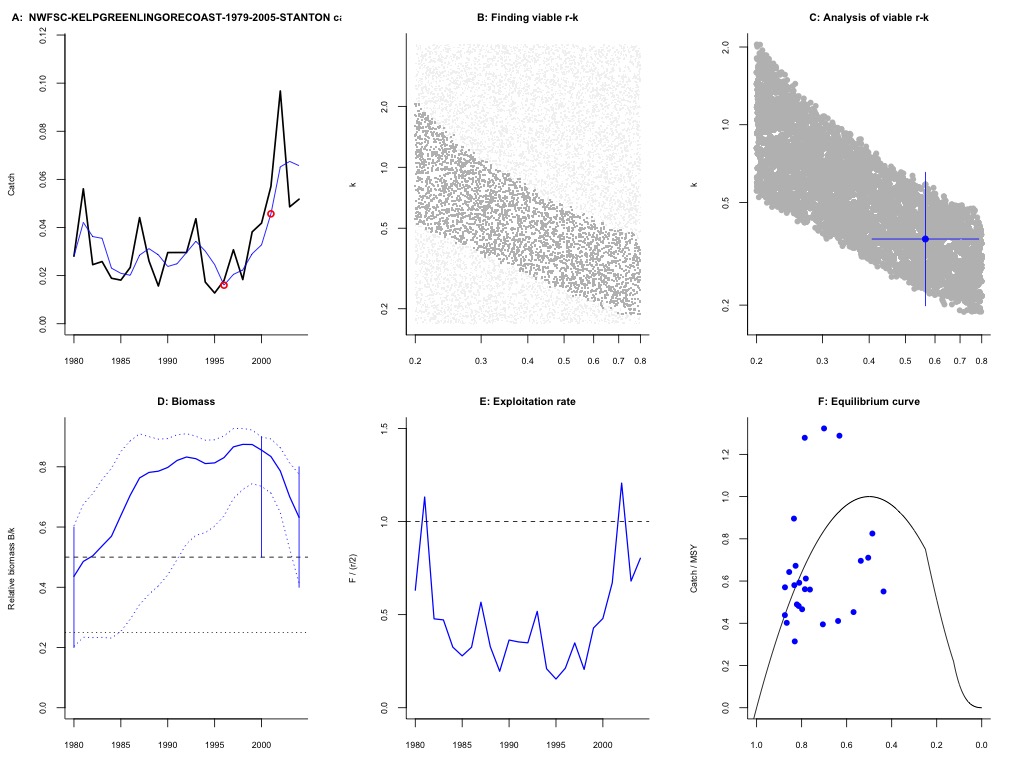 A: NWFSC-KELPGREENLINGORECOAST-1979-2005-STANTON ca
Catch
0.00 0.02 0.04 0.06 0.08 0.10 0.12
1980 1985 1990 1995 2000
B: Finding viable r-k
k
0.2 0.5 1.0 2.0
0.2 0.3 0.4 0.5 0.6 0.7 0.8
C: Analysis of viable r-k
k
0.2 0.5 1.0 2.0
0.2 0.3 0.4 0.5 0.6 0.7 0.8
D: Biomass
Relative biomass B/k
0.0 0.2 0.4 0.6 0.8
1980 1985 1990 1995 2000
E: Exploitation rate
F / (r/2)
0.0 0.5 1.0 1.5
1980 1985 1990 1995 2000
F: Equilibrium curve
Catch / MSY
0.0 0.2 0.4 0.6 0.8 1.0 1.2
1.0 0.8 0.6 0.4 0.2 0.0